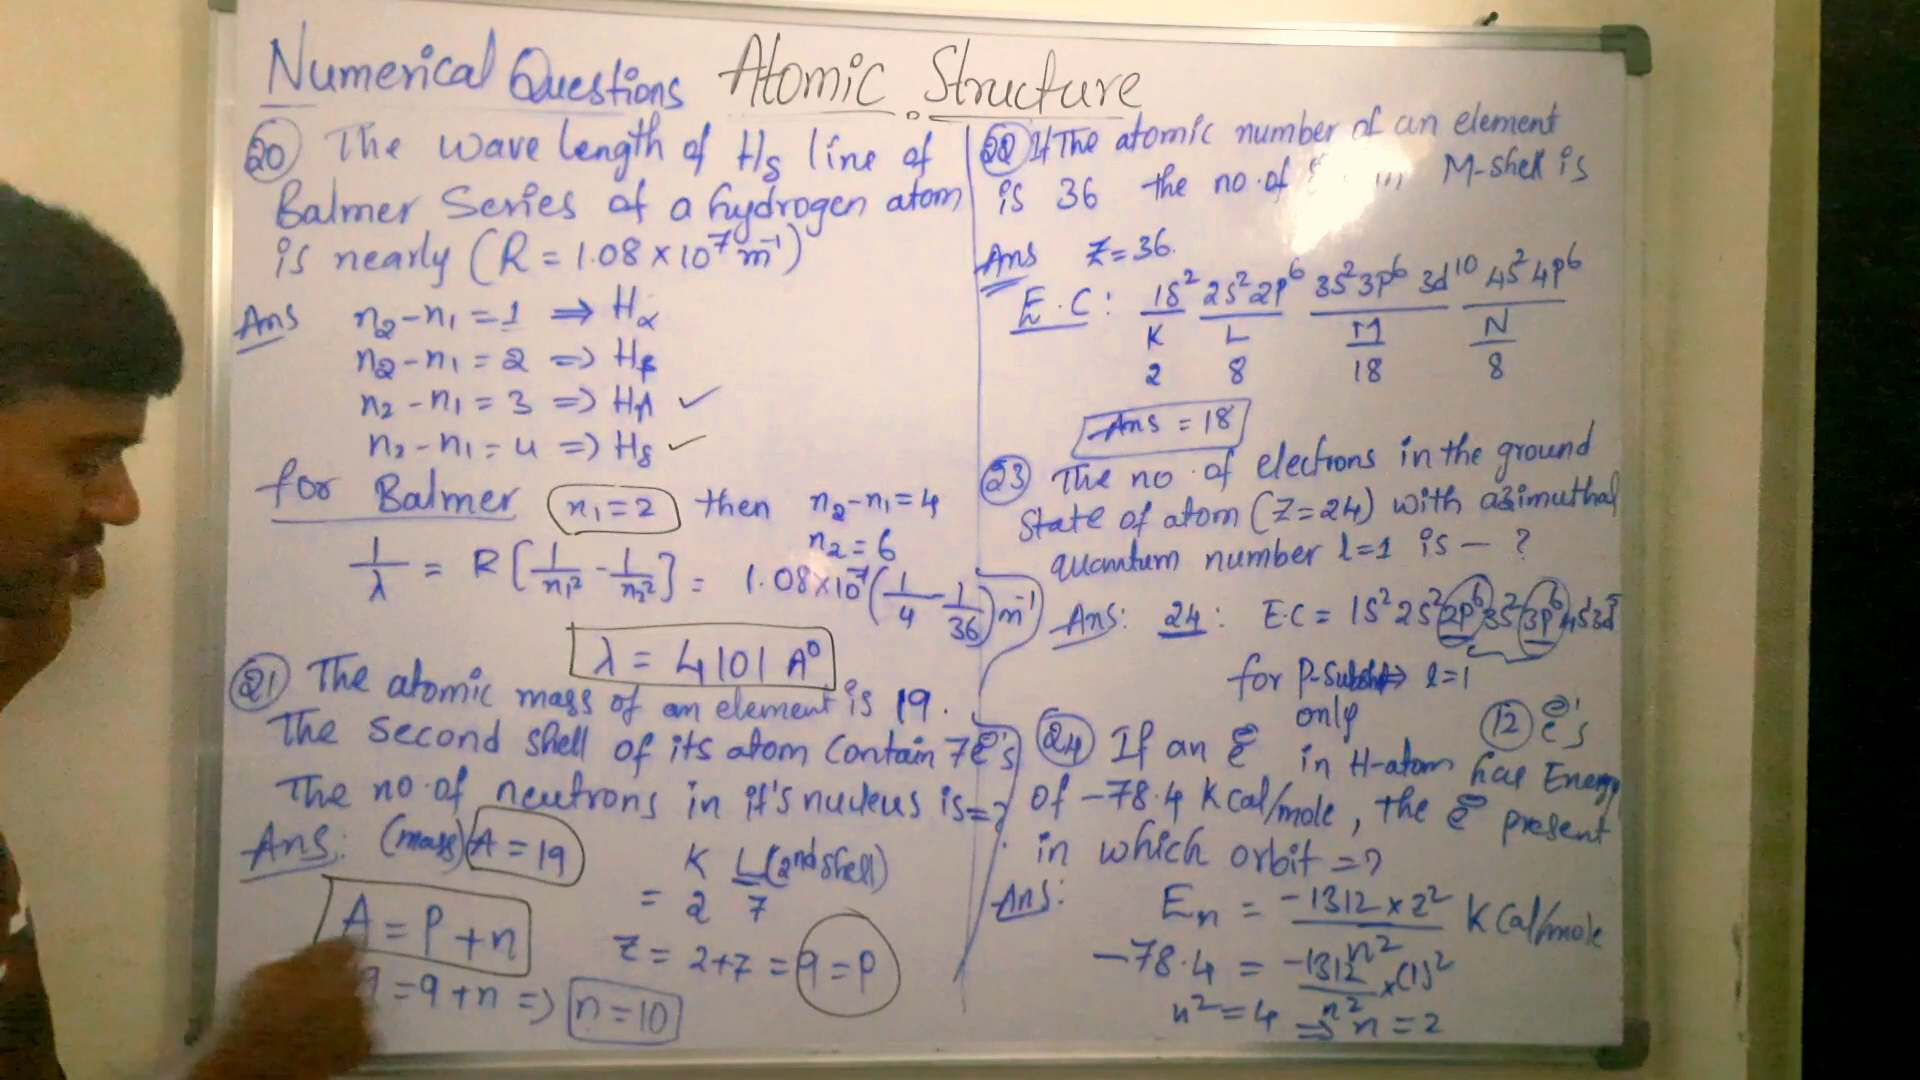 Numerical Questions Atomic Structure
20 The wave length of Hδ line of
Balmer Series of a hydrogen atom
is nearly (R = 1.08 × 10⁷ m⁻¹)
Ans n₂-n₁ = 1 ⇒ Hα
n₂-n₁ = 2 => Hβ
n₂-n₁ = 3 => ✓
n₂-n₁ = 4 => Hδ ✓
for Balmer n₁=2 then n₂-n₁=4
n₂=6
1/λ = R[1/n₁² - 1/n₂²] = 1.08×10⁷(1/4 - 1/36)m⁻¹
λ = 4101 A⁰
21 The atomic mass of an element is 19.
The second shell of its atom contain 7 e⁻'s
The no.of neutrons in it's nucleus is=?
Ans: (mass) A = 19
K L(2nd shell)
= 2 7
A = P + n
Z = 2+7 = 9 = P
9 = 9 + n => n = 10
22 If The atomic number of an element
is 36 the no.of in M-shell is
Ans Z = 36.
E.C: 1S² 2S² 2P⁶ 3S² 3P⁶ 3d¹⁰ 4S² 4P⁶
K L M N
2 8 18 8
Ans = 18
23 The no.of electrons in the ground
state of atom (Z=24) with azimuthal
quantum number l=1 is - ?
Ans: 24: E.C = 1S² 2S² 2P⁶ 3S² 3P⁶ 4S¹ 3d⁵
for P-Subshell => l=1
only 12 e⁻'s
24 If an e⁻ in H-atom has Energy
of -78.4 KCal/mole, the e⁻ present
in which orbit = ?
Ans: En = -1312 × Z²/n² KCal/mole
-78.4 = -1312/n² × (1)²
n² = 4 ⇒ n = 2